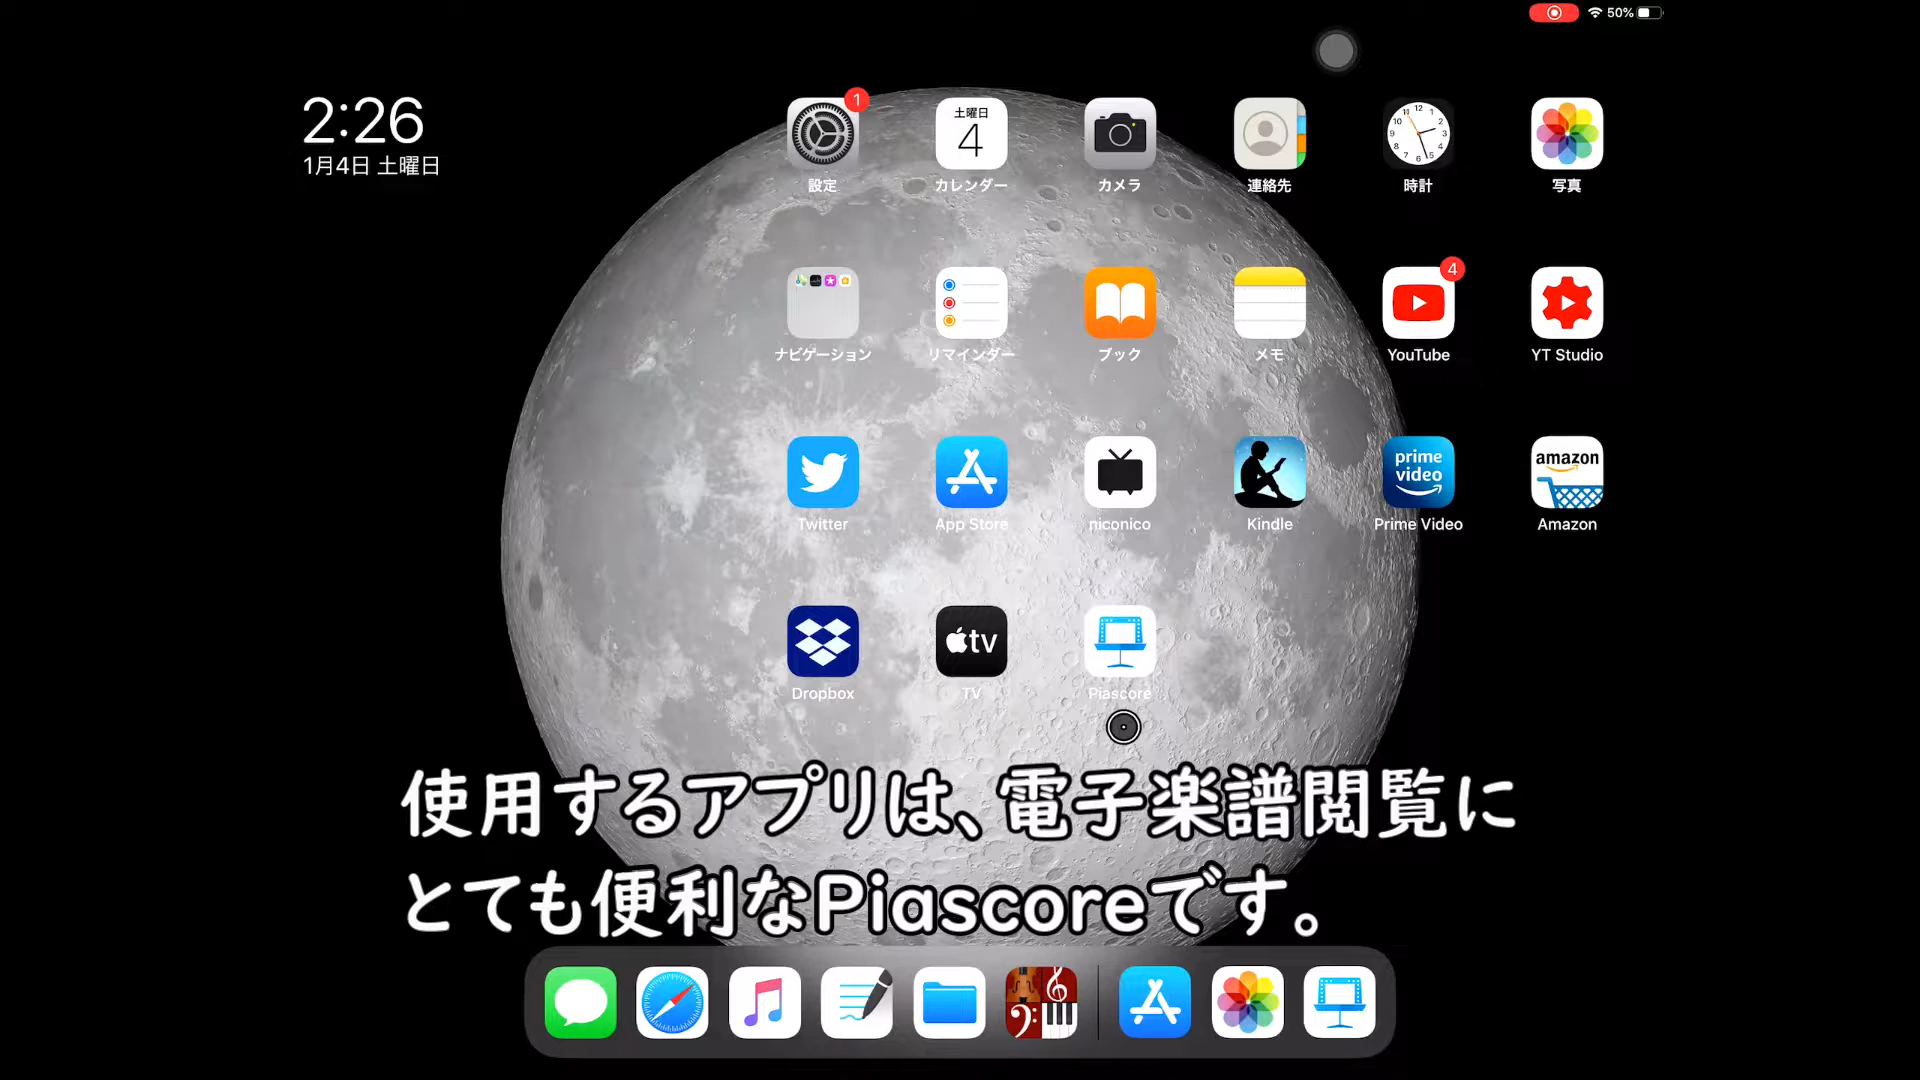 50%
2:26
1月4日 土曜日
1
土曜日
4
設定
カレンダー
カメラ
連絡先
時計
写真
4
ナビゲーション
リマインダー
ブック
メモ
YouTube
YT Studio
prime video
amazon
Twitter
App Store
niconico
Kindle
Prime Video
Amazon
tv
Dropbox
TV
Piascore
使用するアプリは、電子楽譜閲覧に
とても便利なPiascoreです。